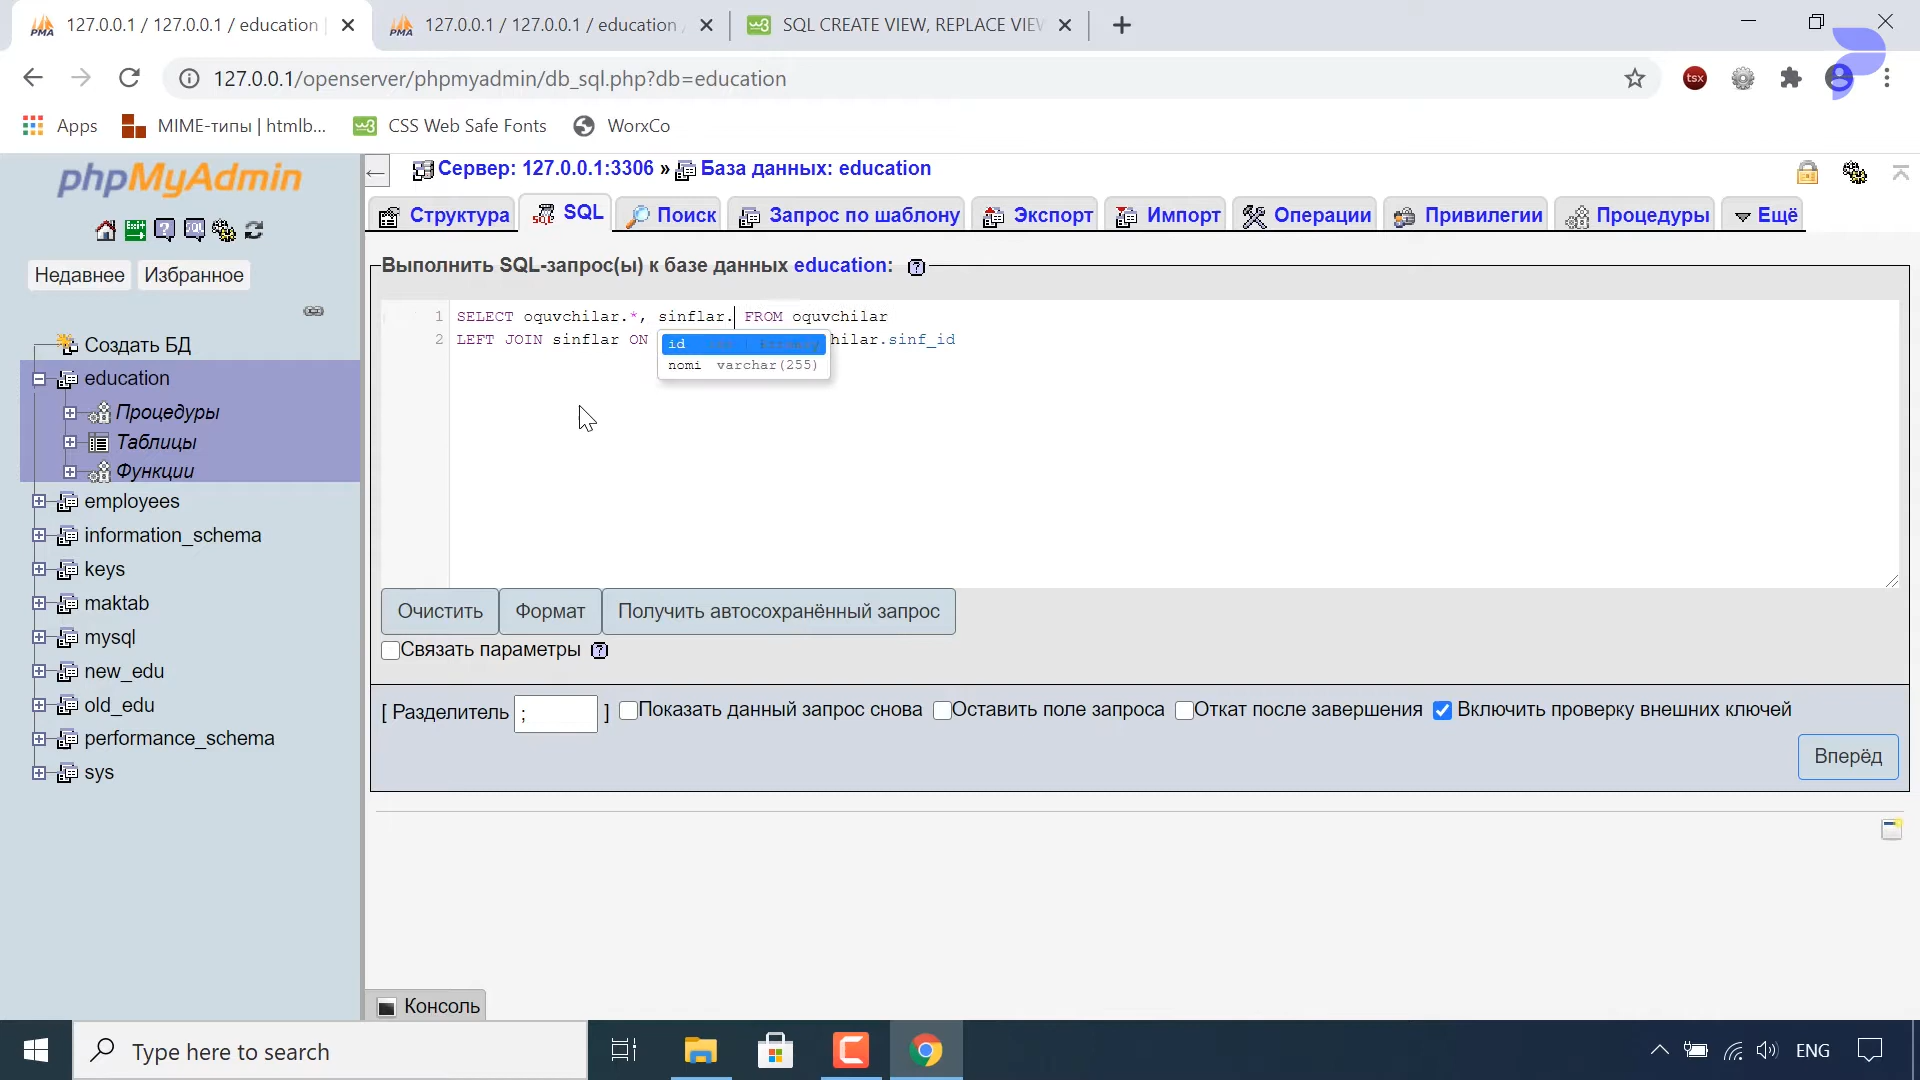 127.0.0.1 / 127.0.0.1 / education
127.0.0.1 / 127.0.0.1 / education
SQL CREATE VIEW, REPLACE VIEW
127.0.0.1/openserver/phpmyadmin/db_sql.php?db=education
tsx
Apps
MIME-типы | htmlb...
CSS Web Safe Fonts
WorxCo
phpMyAdmin
Недавнее
Избранное
Создать БД
education
Процедуры
Таблицы
Функции
employees
information_schema
keys
maktab
mysql
new_edu
old_edu
performance_schema
sys
Сервер: 127.0.0.1:3306 » База данных: education
Структура
SQL
Поиск
Запрос по шаблону
Экспорт
Импорт
Операции
Привилегии
Процедуры
Ещё
Выполнить SQL-запрос(ы) к базе данных education:
1 SELECT oquvchilar.*, sinflar. FROM oquvchilar
2 LEFT JOIN sinflar ON hilar.sinf_id
id
nomi varchar(255)
Очистить
Формат
Получить автосохранённый запрос
Связать параметры
[ Разделитель ; ]
Показать данный запрос снова
Оставить поле запроса
Откат после завершения
Включить проверку внешних ключей
Вперёд
Консоль
Type here to search
ENG